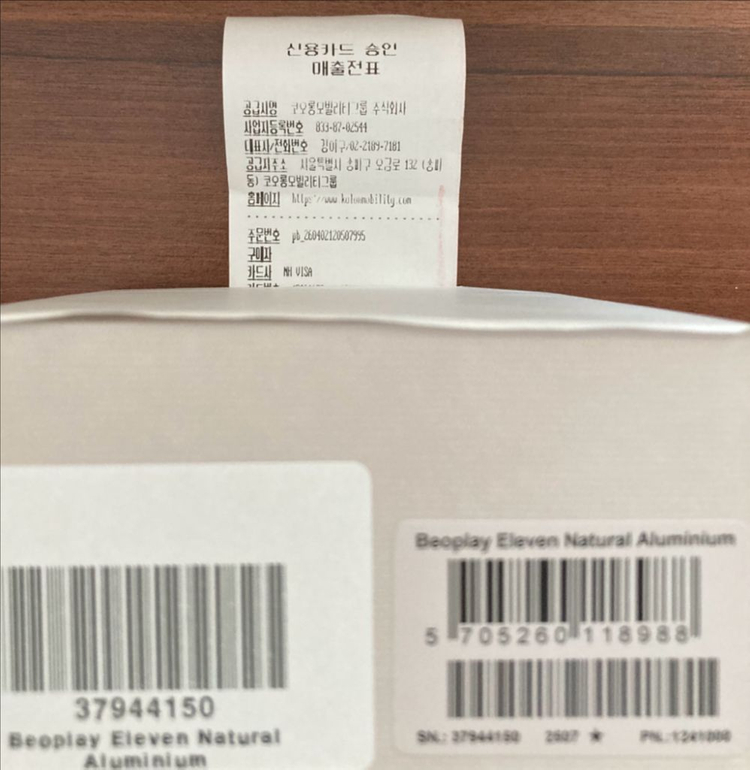 신용카드 승인
매출전표
공급사명 코오롱모빌리티그룹 주식회사
사업자등록번호 833-87-02544
대표자/전화번호 강이구/02-2189-7181
공급사주소 서울특별시 송파구 오금로 132 (송파
동) 코오롱모빌리티그룹
홈페이지 https://www.kolonmobility.com
주문번호 pb_260402120507995
구매자
카드사 NH VISA
Beoplay Eleven Natural Aluminium
5 705260 118988
SN.: 37944150 2507 ★ PN.: 1241000
37944150
Beoplay Eleven Natural
Aluminium